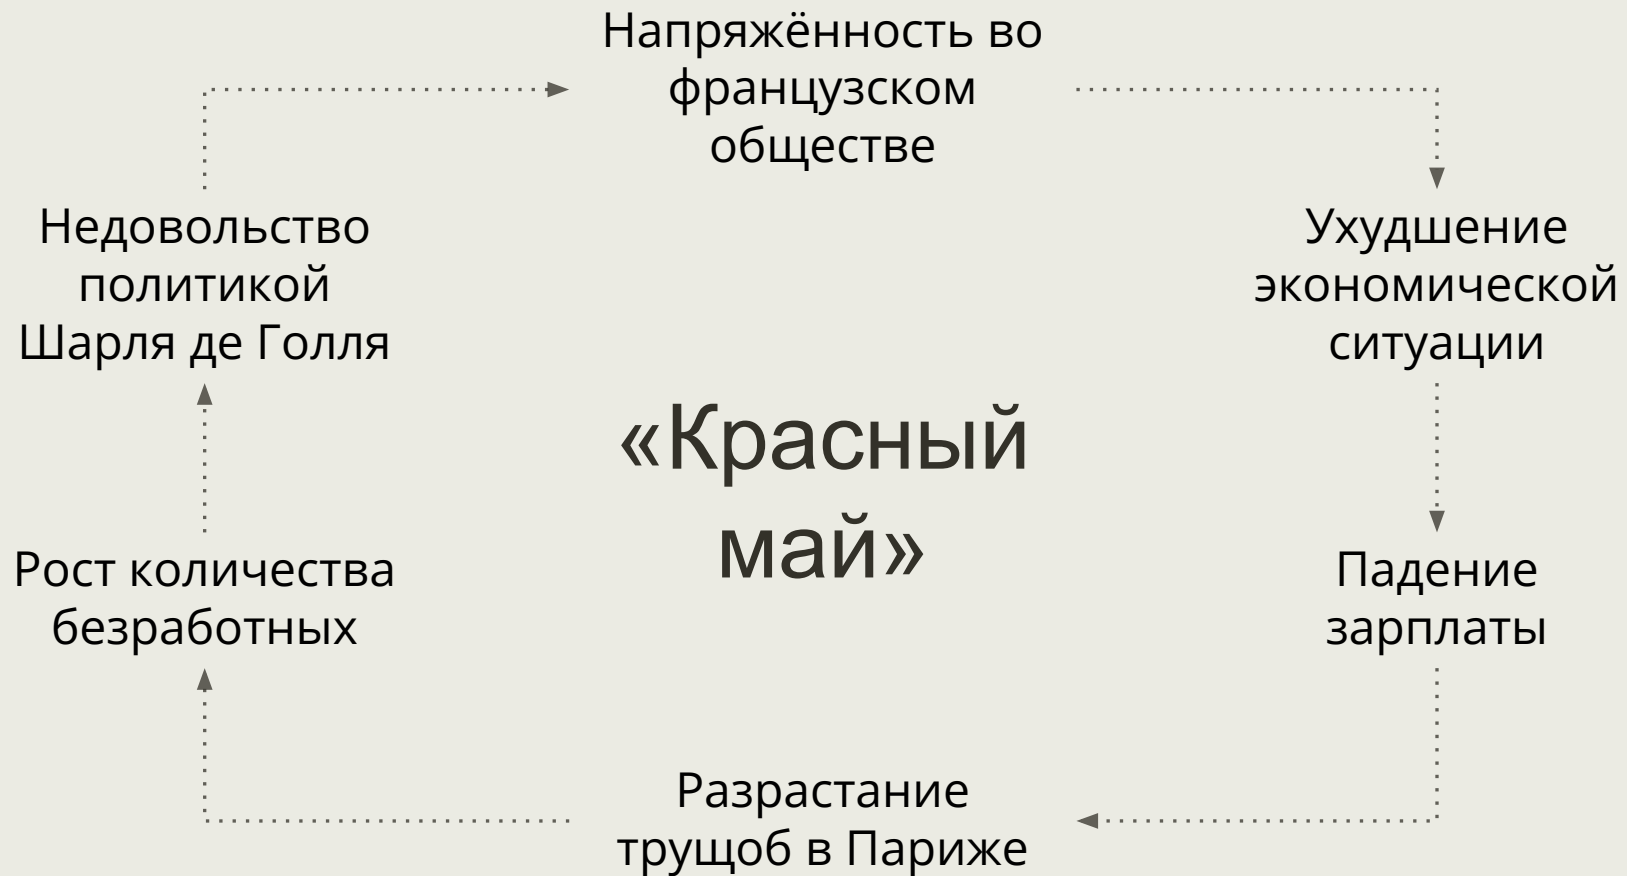 Напряжённость во
французском
обществе
Ухудшение
экономической
ситуации
Падение
зарплаты
Разрастание
трущоб в Париже
Рост количества
безработных
Недовольство
политикой
Шарля де Голля
«Красный
май»